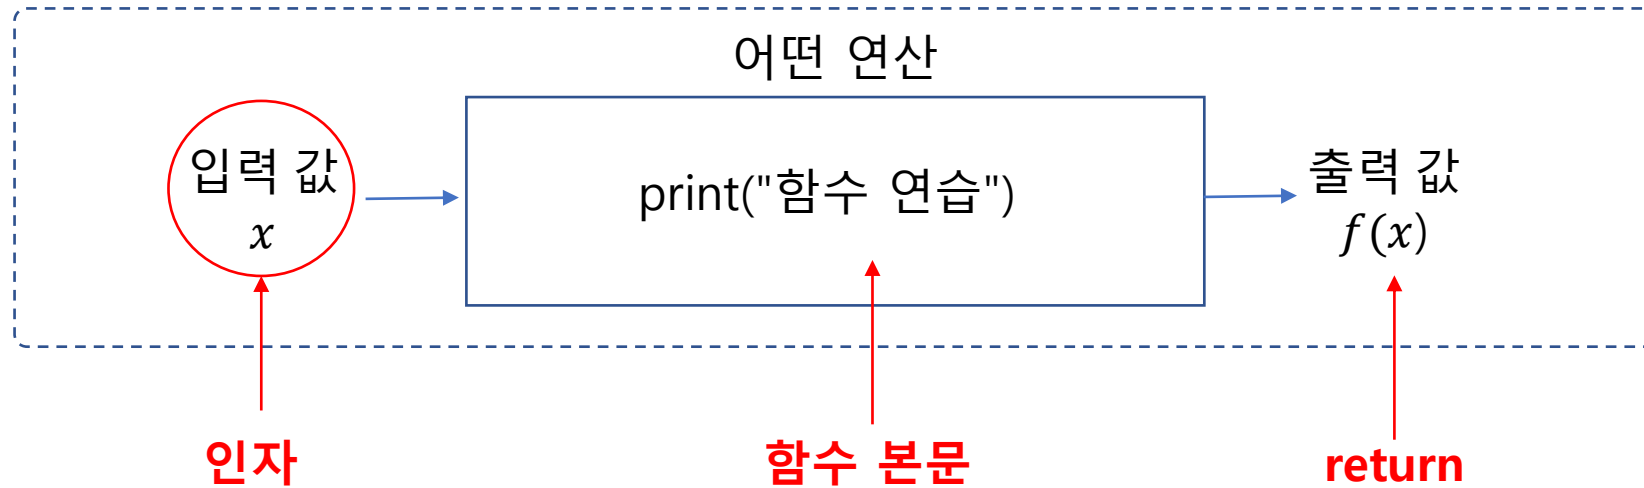 어떤 연산
입력 값
x
print("함수 연습")
출력 값
f(x)
인자
함수 본문
return